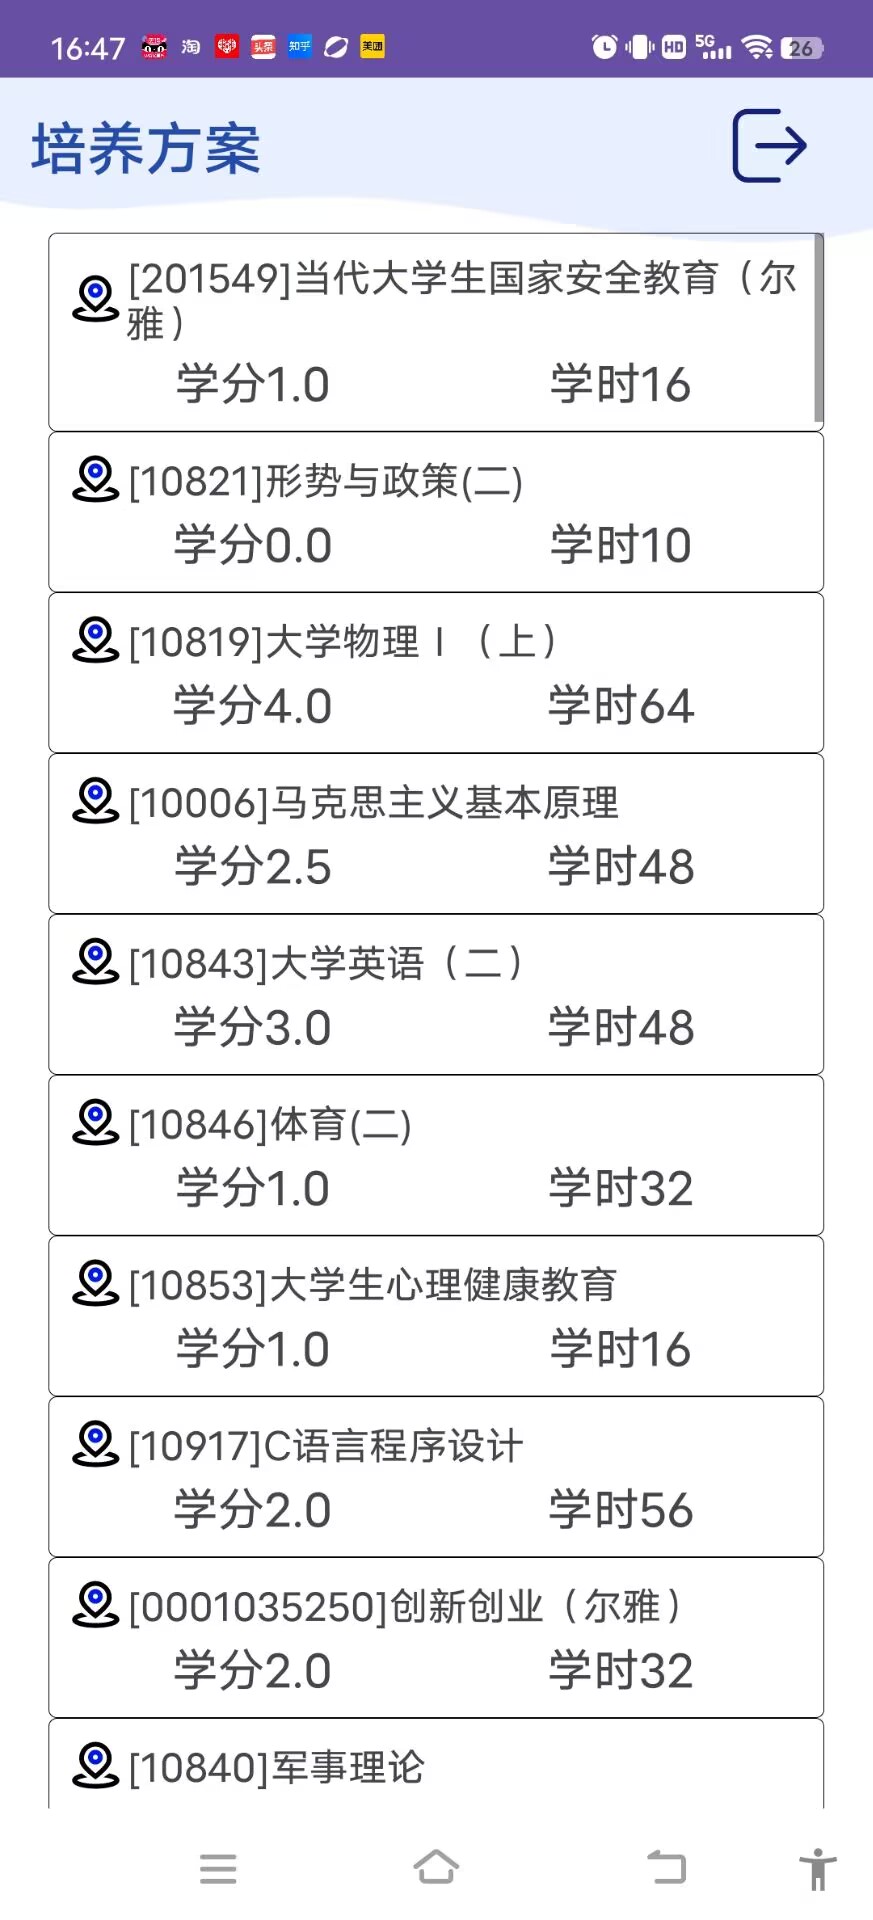 16:47 淘 头条 知乎 美团 HD 5G 26
培养方案
[201549]当代大学生国家安全教育（尔
雅）
学分1.0 学时16
[10821]形势与政策(二)
学分0.0 学时10
[10819]大学物理Ⅰ（上）
学分4.0 学时64
[10006]马克思主义基本原理
学分2.5 学时48
[10843]大学英语（二）
学分3.0 学时48
[10846]体育(二)
学分1.0 学时32
[10853]大学生心理健康教育
学分1.0 学时16
[10917]C语言程序设计
学分2.0 学时56
[0001035250]创新创业（尔雅）
学分2.0 学时32
[10840]军事理论